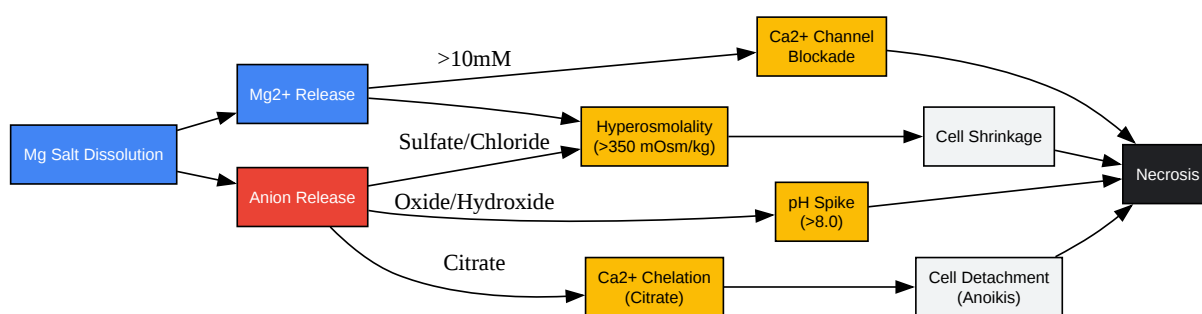 Mg Salt Dissolution
Mg2+ Release
Anion Release
>10mM
Sulfate/Chloride
Oxide/Hydroxide
Citrate
Ca2+ Channel
Blockade
Hyperosmolality
(>350 mOsm/kg)
pH Spike
(>8.0)
Ca2+ Chelation
(Citrate)
Cell Shrinkage
Cell Detachment
(Anoikis)
Necrosis